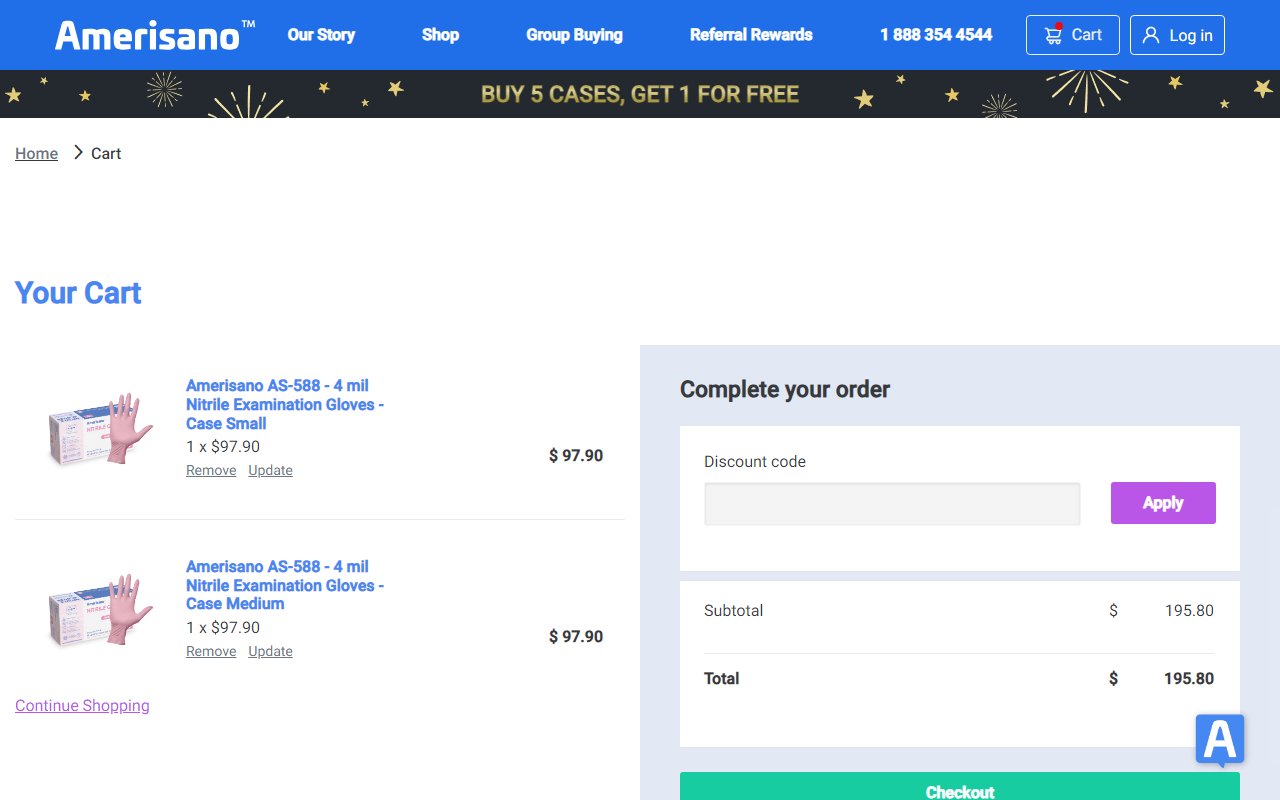 Amerisano™
Our Story
Shop
Group Buying
Referral Rewards
1 888 354 4544
Cart
Log in
BUY 5 CASES, GET 1 FOR FREE
Home
Cart
Your Cart
Amerisano AS-588 - 4 mil
Nitrile Examination Gloves -
Case Small
1 x $97.90
Remove Update
$ 97.90
Amerisano AS-588 - 4 mil
Nitrile Examination Gloves -
Case Medium
1 x $97.90
Remove Update
$ 97.90
Continue Shopping
Complete your order
Discount code
Apply
Subtotal $ 195.80
Total $ 195.80
A
Checkout